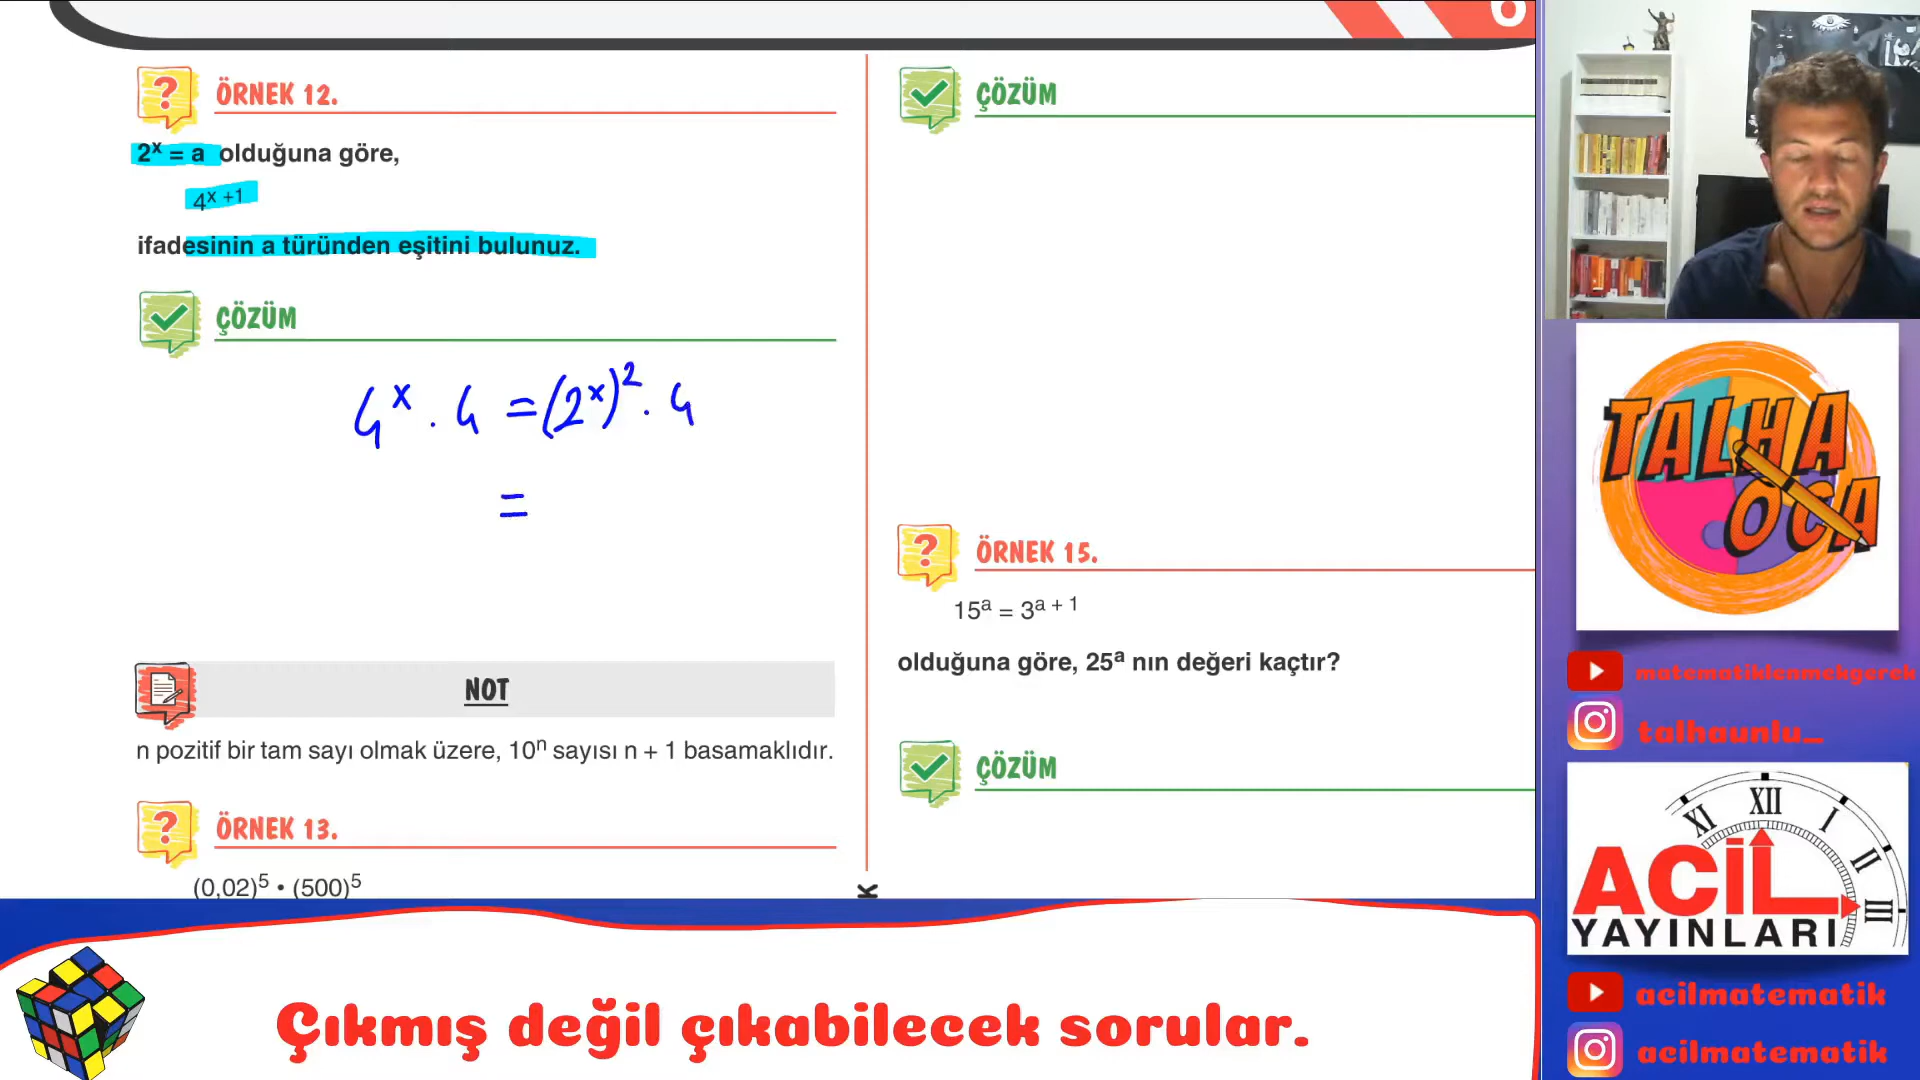 6
ÖRNEK 12.
2ˣ = a olduğuna göre,
4ˣ ⁺¹
ifadesinin a türünden eşitini bulunuz.
ÇÖZÜM
4ˣ . 4 = (2ˣ)² . 4
=
NOT
n pozitif bir tam sayı olmak üzere, 10ⁿ sayısı n + 1 basamaklıdır.
ÖRNEK 13.
(0,02)⁵ • (500)⁵
K
ÇÖZÜM
ÖRNEK 15.
15ᵃ = 3ᵃ ⁺ ¹
olduğuna göre, 25ᵃ nın değeri kaçtır?
ÇÖZÜM
TALHA
OCA
matematiklenmekgerek
talhaunlu_
XI XII I II III
ACİL
YAYINLARI
acilmatematik
acilmatematik
Çıkmış değil çıkabilecek sorular.